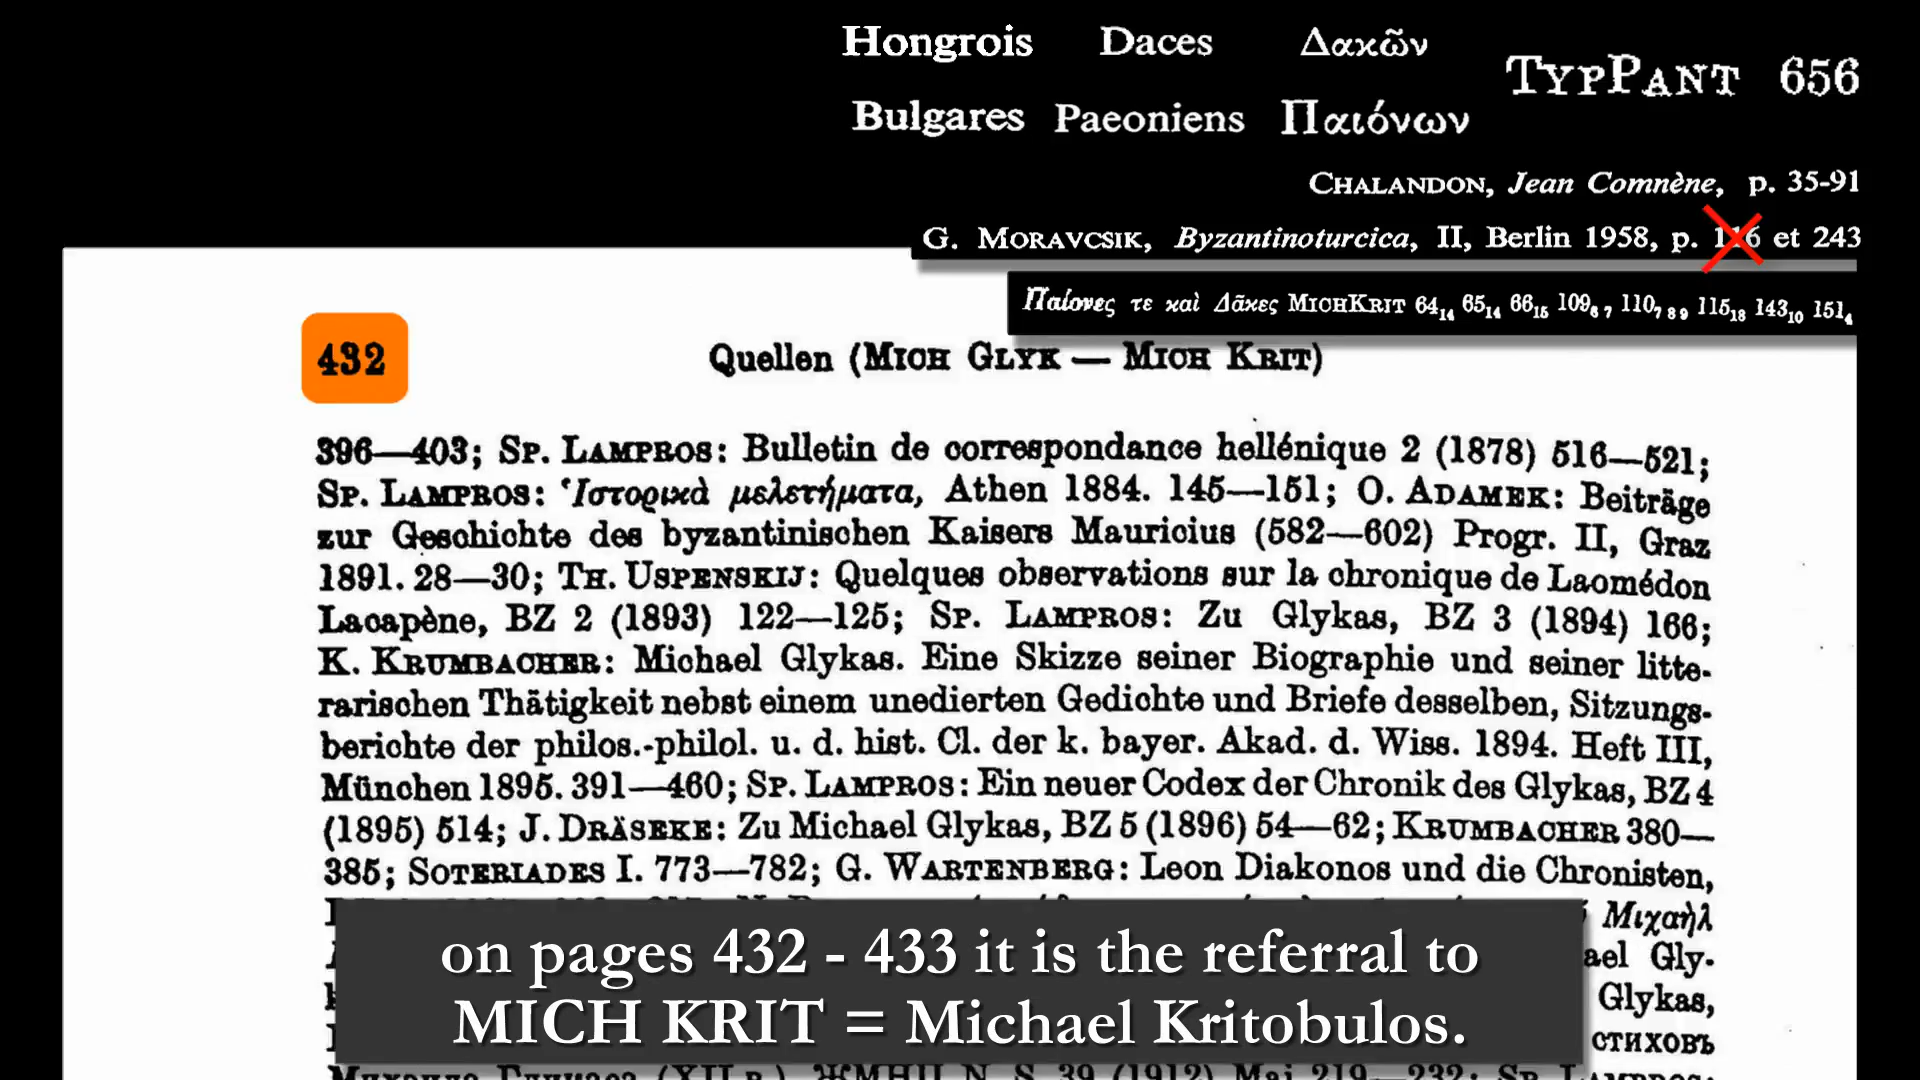 Hongrois Daces Δακῶν
TYPPANT 656
Bulgares Paeoniens Παιόνων
CHALANDON, Jean Comnène, p. 35-91
G. MORAVCSIK, Byzantinoturcica, II, Berlin 1958, p. 116 et 243
Παίονες τε καὶ Δᾶκες MICHKRIT 64₁₄ 65₁₄ 66₁₅ 109₆ ₇ 110₇ ₈ ₉ 115₁₈ 143₁₀ 151₄
432 Quellen (MICH GLYK — MICH KRIT)
396—403; SP. LAMPROS: Bulletin de correspondance hellénique 2 (1878) 516—521;
SP. LAMPROS: Ἱστορικὰ μελετήματα, Athen 1884. 145—151; O. ADAMEK: Beiträge
zur Geschichte des byzantinischen Kaisers Mauricius (582—602) Progr. II, Graz
1891. 28—30; TH. USPENSKIJ: Quelques observations sur la chronique de Laomédon
Lacapène, BZ 2 (1893) 122—125; SP. LAMPROS: Zu Glykas, BZ 3 (1894) 166;
K. KRUMBACHER: Michael Glykas. Eine Skizze seiner Biographie und seiner litte-
rarischen Thätigkeit nebst einem unedierten Gedichte und Briefe desselben, Sitzungs-
berichte der philos.-philol. u. d. hist. Cl. der k. bayer. Akad. d. Wiss. 1894. Heft III,
München 1895. 391—460; SP. LAMPROS: Ein neuer Codex der Chronik des Glykas, BZ 4
(1895) 514; J. DRÄSEKE: Zu Michael Glykas, BZ 5 (1896) 54—62; KRUMBACHER 380—
385; SOTERIADES I. 773—782; G. WARTENBERG: Leon Diakonos und die Chronisten,
Μιχαὴλ
ael Gly-
Glykas,
стиховъ
on pages 432 - 433 it is the referral to
MICH KRIT = Michael Kritobulos.
(XII в.) ЖМНП N. S. 39 (1912) Mai 219—232; SP. LAMPROS: